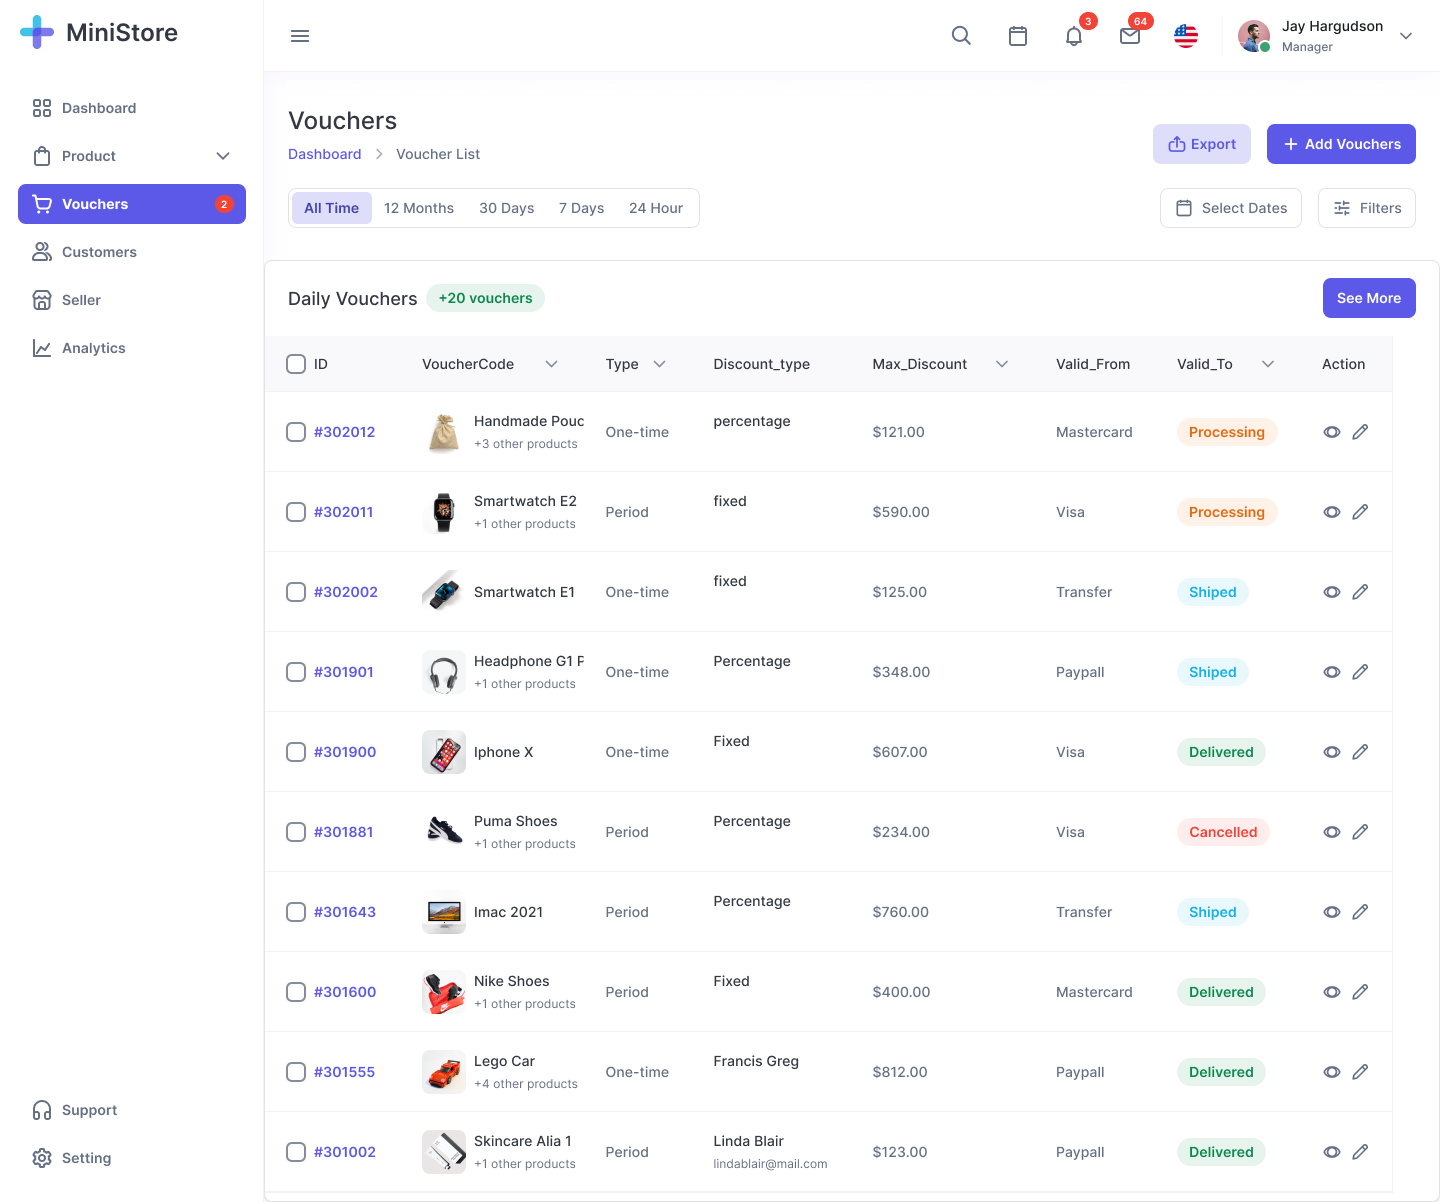 MiniStore
3
64
Jay Hargudson
Manager
Dashboard
Product
Vouchers
2
Customers
Seller
Analytics
Support
Setting
Vouchers
Dashboard
Voucher List
Export
Add Vouchers
All Time
12 Months
30 Days
7 Days
24 Hour
Select Dates
Filters
Daily Vouchers
+20 vouchers
See More
ID VoucherCode Type Discount_type Max_Discount Valid_From Valid_To Action
#302012 Handmade Pouc One-time percentage $121.00 Mastercard Processing
+3 other products
#302011 Smartwatch E2 Period fixed $590.00 Visa Processing
+1 other products
#302002 Smartwatch E1 One-time fixed $125.00 Transfer Shiped
#301901 Headphone G1 P One-time Percentage $348.00 Paypall Shiped
+1 other products
#301900 Iphone X One-time Fixed $607.00 Visa Delivered
#301881 Puma Shoes Period Percentage $234.00 Visa Cancelled
+1 other products
#301643 Imac 2021 Period Percentage $760.00 Transfer Shiped
#301600 Nike Shoes Period Fixed $400.00 Mastercard Delivered
+1 other products
#301555 Lego Car One-time Francis Greg $812.00 Paypall Delivered
+4 other products
#301002 Skincare Alia 1 Period Linda Blair $123.00 Paypall Delivered
+1 other products lindablair@mail.com